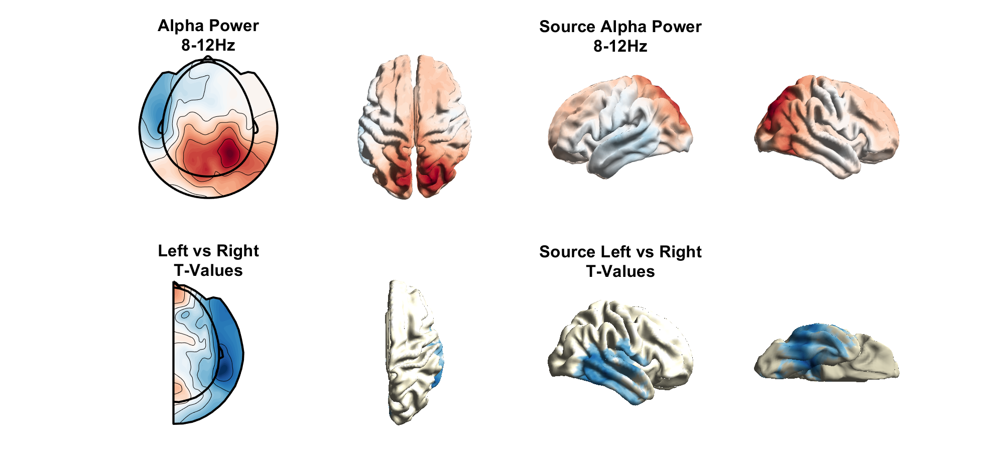 Alpha Power
8-12Hz
Source Alpha Power
8-12Hz
Left vs Right
T-Values
Source Left vs Right
T-Values